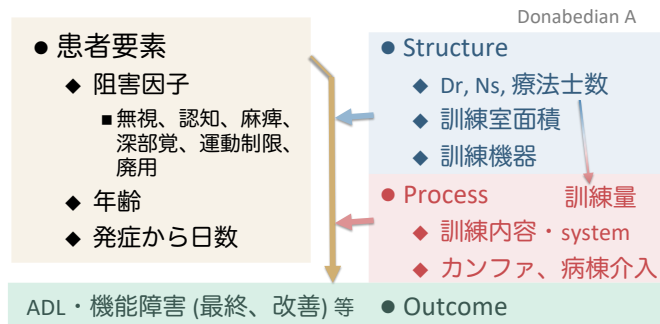 Donabedian A
● 患者要素
◆ 阻害因子
■ 無視、認知、麻痺、
深部覚、運動制限、
廃用
◆ 年齢
◆ 発症から日数
● Structure
◆ Dr, Ns, 療法士数
◆ 訓練室面積
◆ 訓練機器
● Process 訓練量
◆ 訓練内容・system
◆ カンファ、病棟介入
ADL・機能障害 (最終、改善) 等 ● Outcome